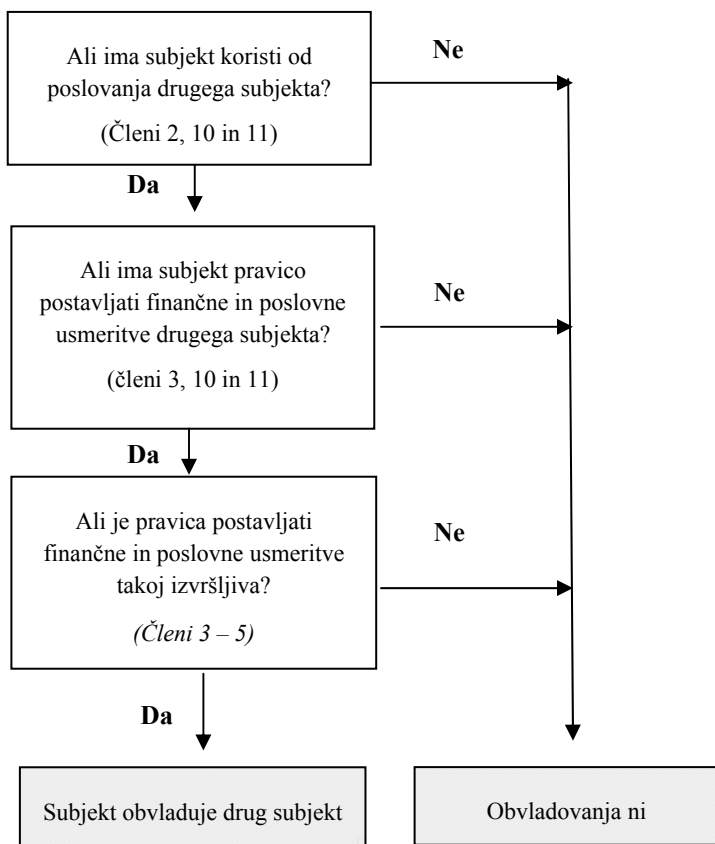 Ali ima subjekt koristi od
poslovanja drugega subjekta?
(Členi 2, 10 in 11)
Ne
Da
Ali ima subjekt pravico
postavljati finančne in poslovne
usmeritve drugega subjekta?
(členi 3, 10 in 11)
Ne
Da
Ali je pravica postavljati
finančne in poslovne usmeritve
takoj izvršljiva?
(Členi 3 – 5)
Ne
Da
Subjekt obvladuje drug subjekt
Obvladovanja ni